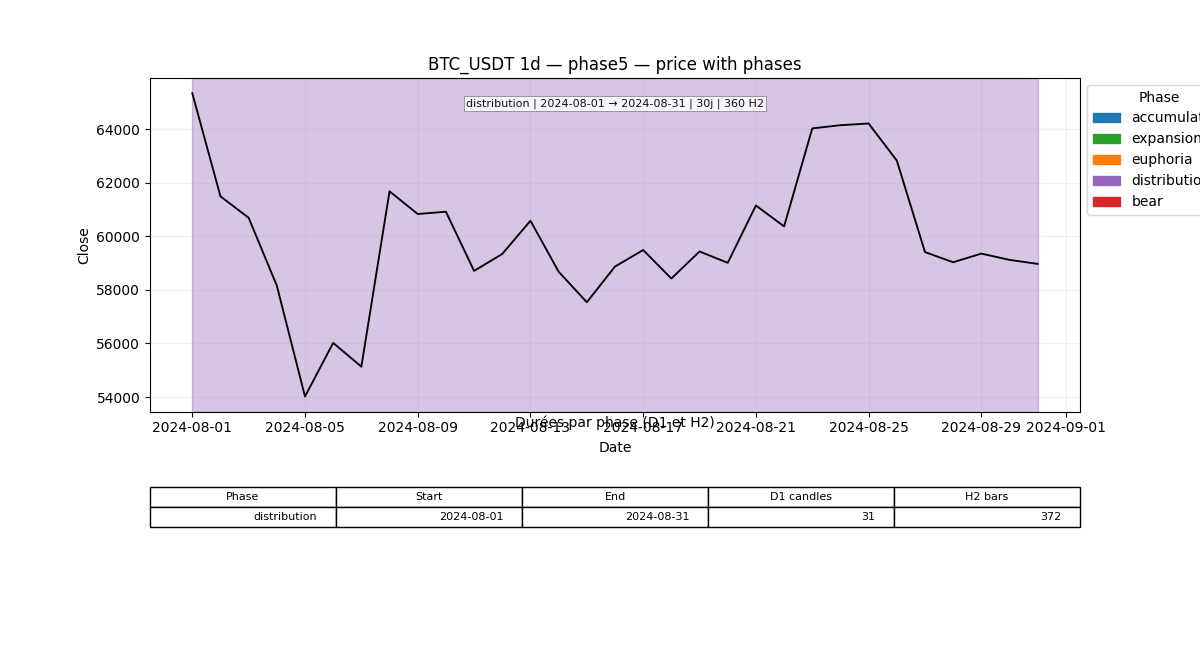 BTC_USDT 1d — phase5 — price with phases
distribution | 2024-08-01 → 2024-08-31 | 30j | 360 H2
Phase
accumulat
expansion
euphoria
distributio
bear
Close
64000
62000
60000
58000
56000
54000
Durées par phase (D1 et H2)
2024-08-01 2024-08-05 2024-08-09 2024-08-13 2024-08-17 2024-08-21 2024-08-25 2024-08-29 2024-09-01
Date
Phase Start End D1 candles H2 bars
distribution 2024-08-01 2024-08-31 31 372